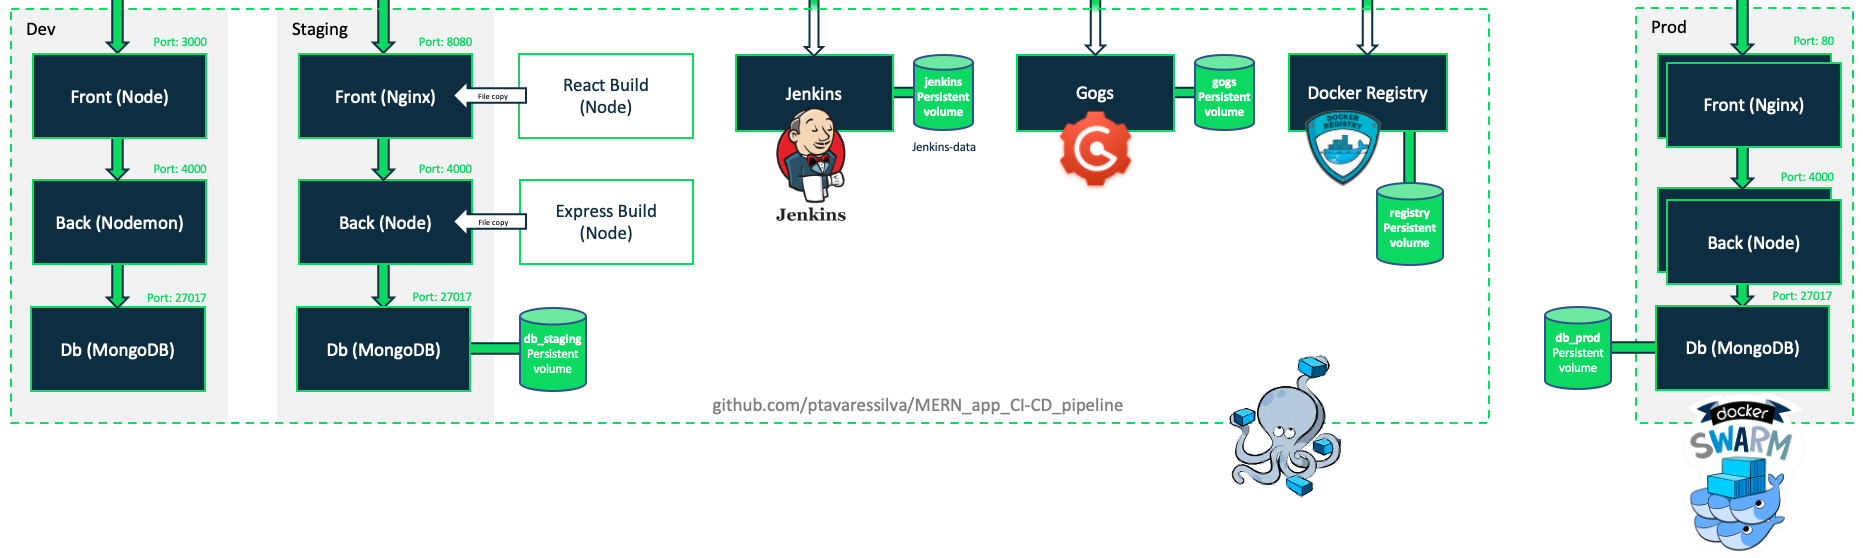 Dev
Port: 3000
Front (Node)
Port: 4000
Back (Nodemon)
Port: 27017
Db (MongoDB)
Staging
Port: 8080
Front (Nginx)
File copy
React Build
(Node)
Port: 4000
Back (Node)
File copy
Express Build
(Node)
Port: 27017
Db (MongoDB)
db_staging
Persistent
volume
Jenkins
jenkins
Persistent
volume
Jenkins-data
Jenkins
Gogs
gogs
Persistent
volume
Docker Registry
DOCKER
REGISTRY
registry
Persistent
volume
github.com/ptavaressilva/MERN_app_CI-CD_pipeline
Prod
Port: 80
Front (Nginx)
Port: 4000
Back (Node)
Port: 27017
Db (MongoDB)
db_prod
Persistent
volume
docker
SWARM